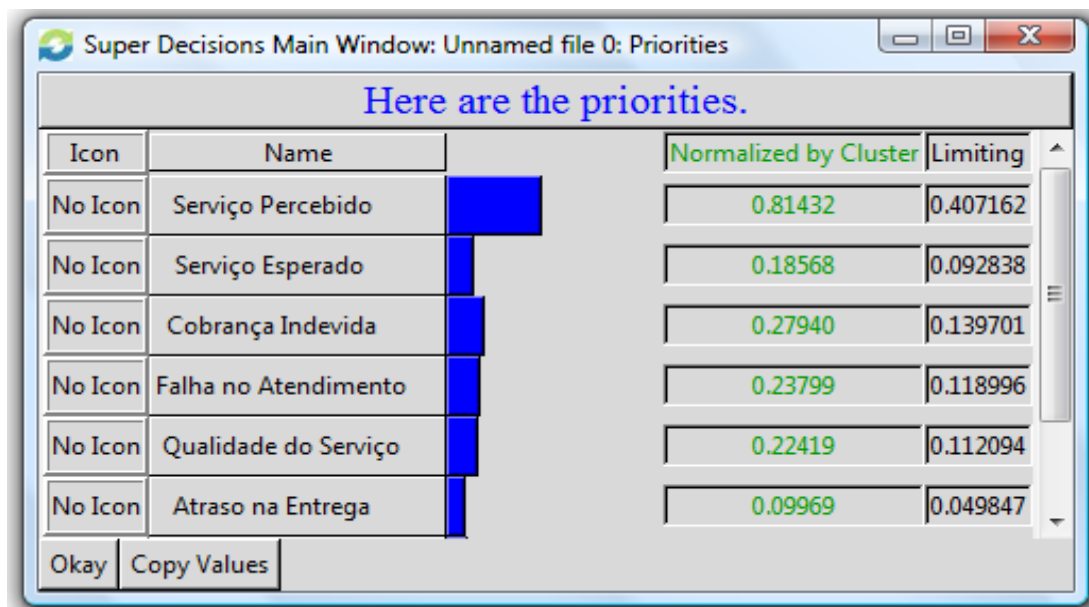 Super Decisions Main Window: Unnamed file 0: Priorities
Here are the priorities.
Icon Name Normalized by Cluster Limiting
No Icon Serviço Percebido 0.81432 0.407162
No Icon Serviço Esperado 0.18568 0.092838
No Icon Cobrança Indevida 0.27940 0.139701
No Icon Falha no Atendimento 0.23799 0.118996
No Icon Qualidade do Serviço 0.22419 0.112094
No Icon Atraso na Entrega 0.09969 0.049847
Okay Copy Values